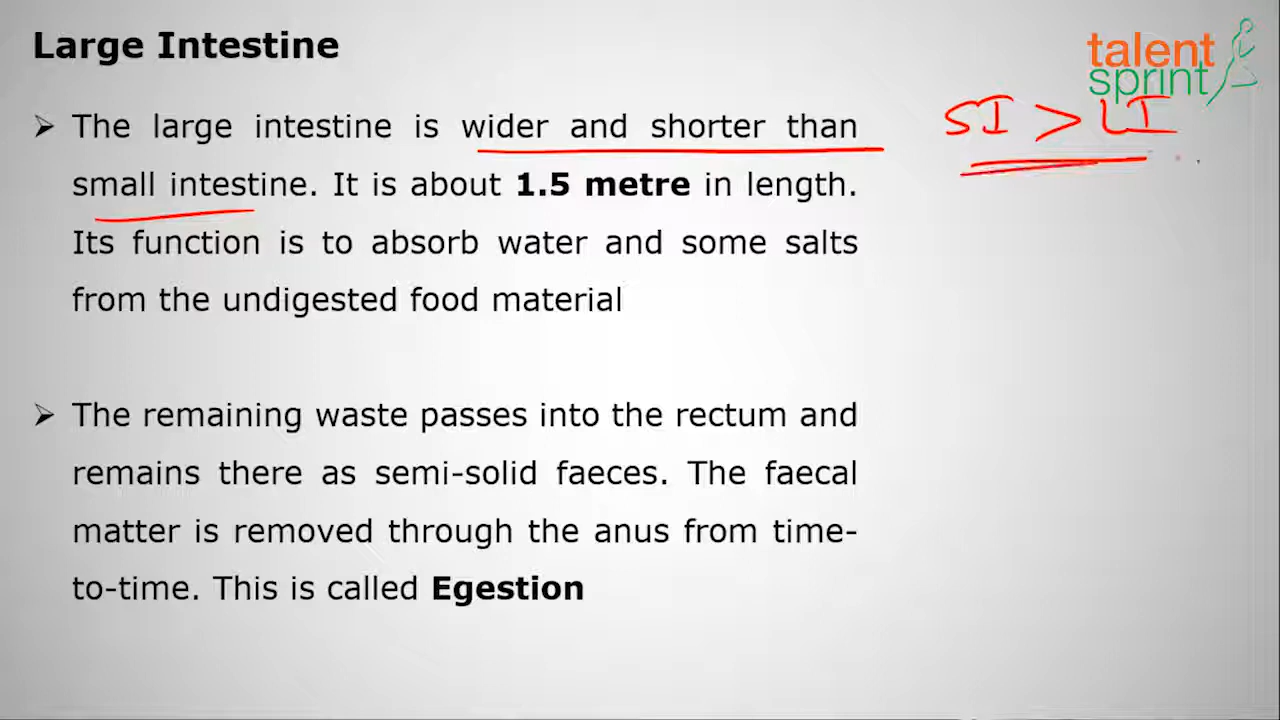 Large Intestine
talent
sprint
SI > LI
➢ The large intestine is wider and shorter than
small intestine. It is about 1.5 metre in length.
Its function is to absorb water and some salts
from the undigested food material
➢ The remaining waste passes into the rectum and
remains there as semi-solid faeces. The faecal
matter is removed through the anus from time-
to-time. This is called Egestion